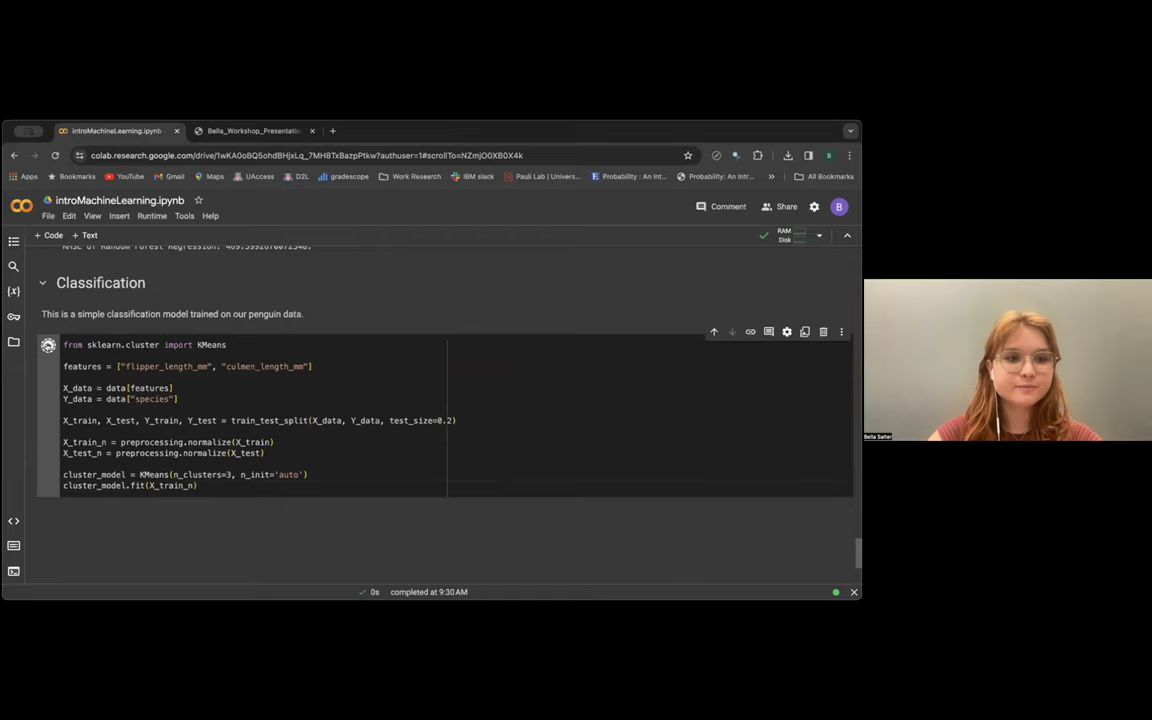 introMachineLearning.ipynb
Bella_Workshop_Presentatio
colab.research.google.com/drive/1wKA0oBQ5ohdBHjxLq_7MH8TxBazpPtkw?authuser=1#scrollTo=NZmjO0XB0X4k
Apps Bookmarks YouTube Gmail Maps UAccess D2L gradescope Work Research IBM slack Pauli Lab | Univers... Probability : An Int... Probability: An Intr... » All Bookmarks
introMachineLearning.ipynb
Comment Share B
File Edit View Insert Runtime Tools Help
+ Code + Text
RAM
Disk
Classification
This is a simple classification model trained on our penguin data.
from sklearn.cluster import KMeans
features = ["flipper_length_mm", "culmen_length_mm"]
X_data = data[features]
Y_data = data["species"]
X_train, X_test, Y_train, Y_test = train_test_split(X_data, Y_data, test_size=0.2)
X_train_n = preprocessing.normalize(X_train)
X_test_n = preprocessing.normalize(X_test)
cluster_model = KMeans(n_clusters=3, n_init='auto')
cluster_model.fit(X_train_n)
0s completed at 9:30 AM
Bella Salter